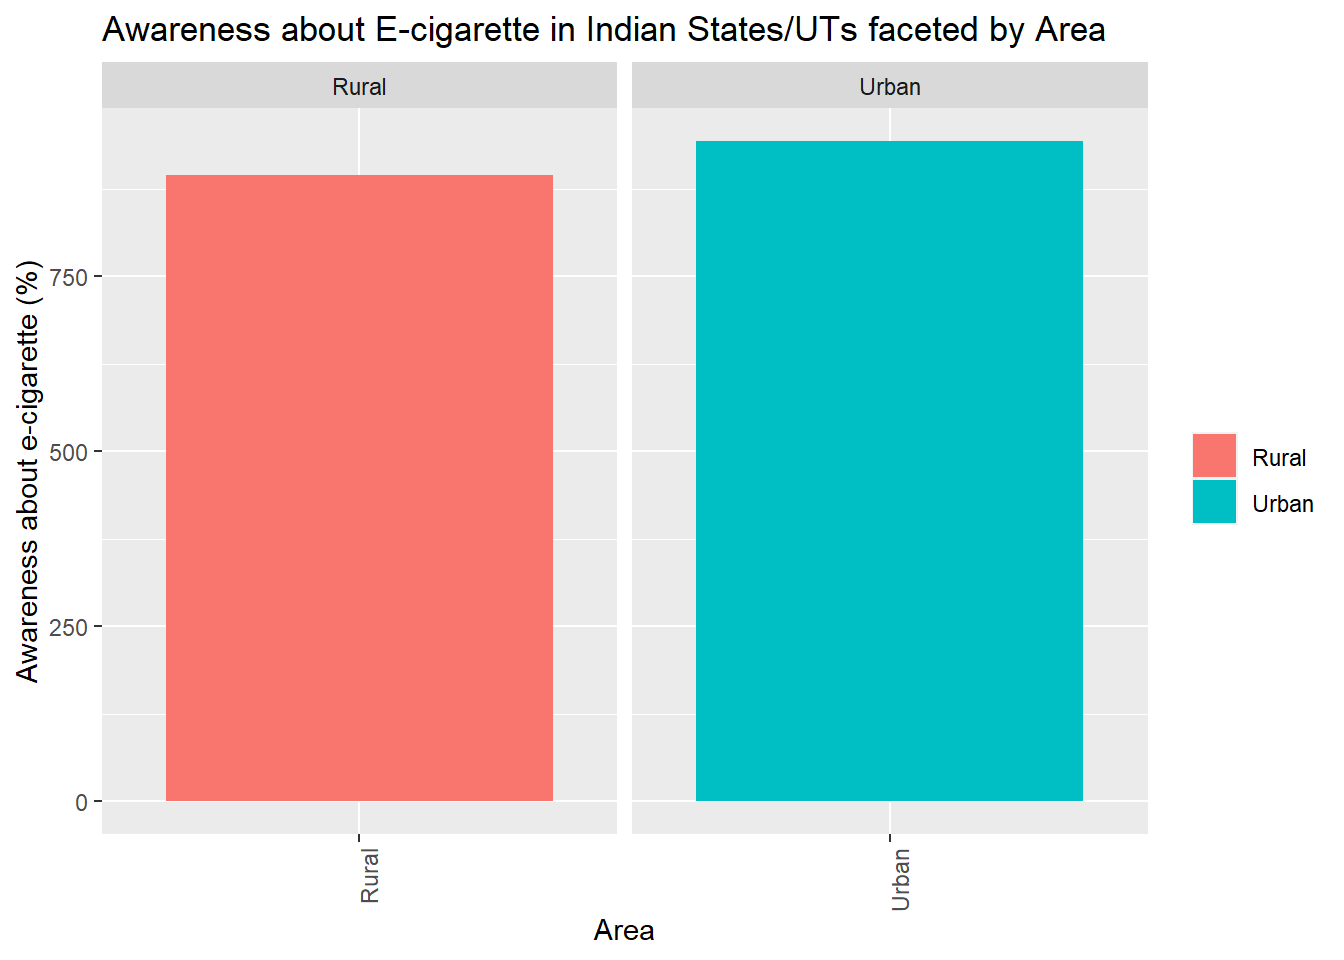 Awareness about E-cigarette in Indian States/UTs faceted by Area
Rural
Urban
Awareness about e-cigarette (%)
750
500
250
0
Rural
Urban
Area
Rural
Urban